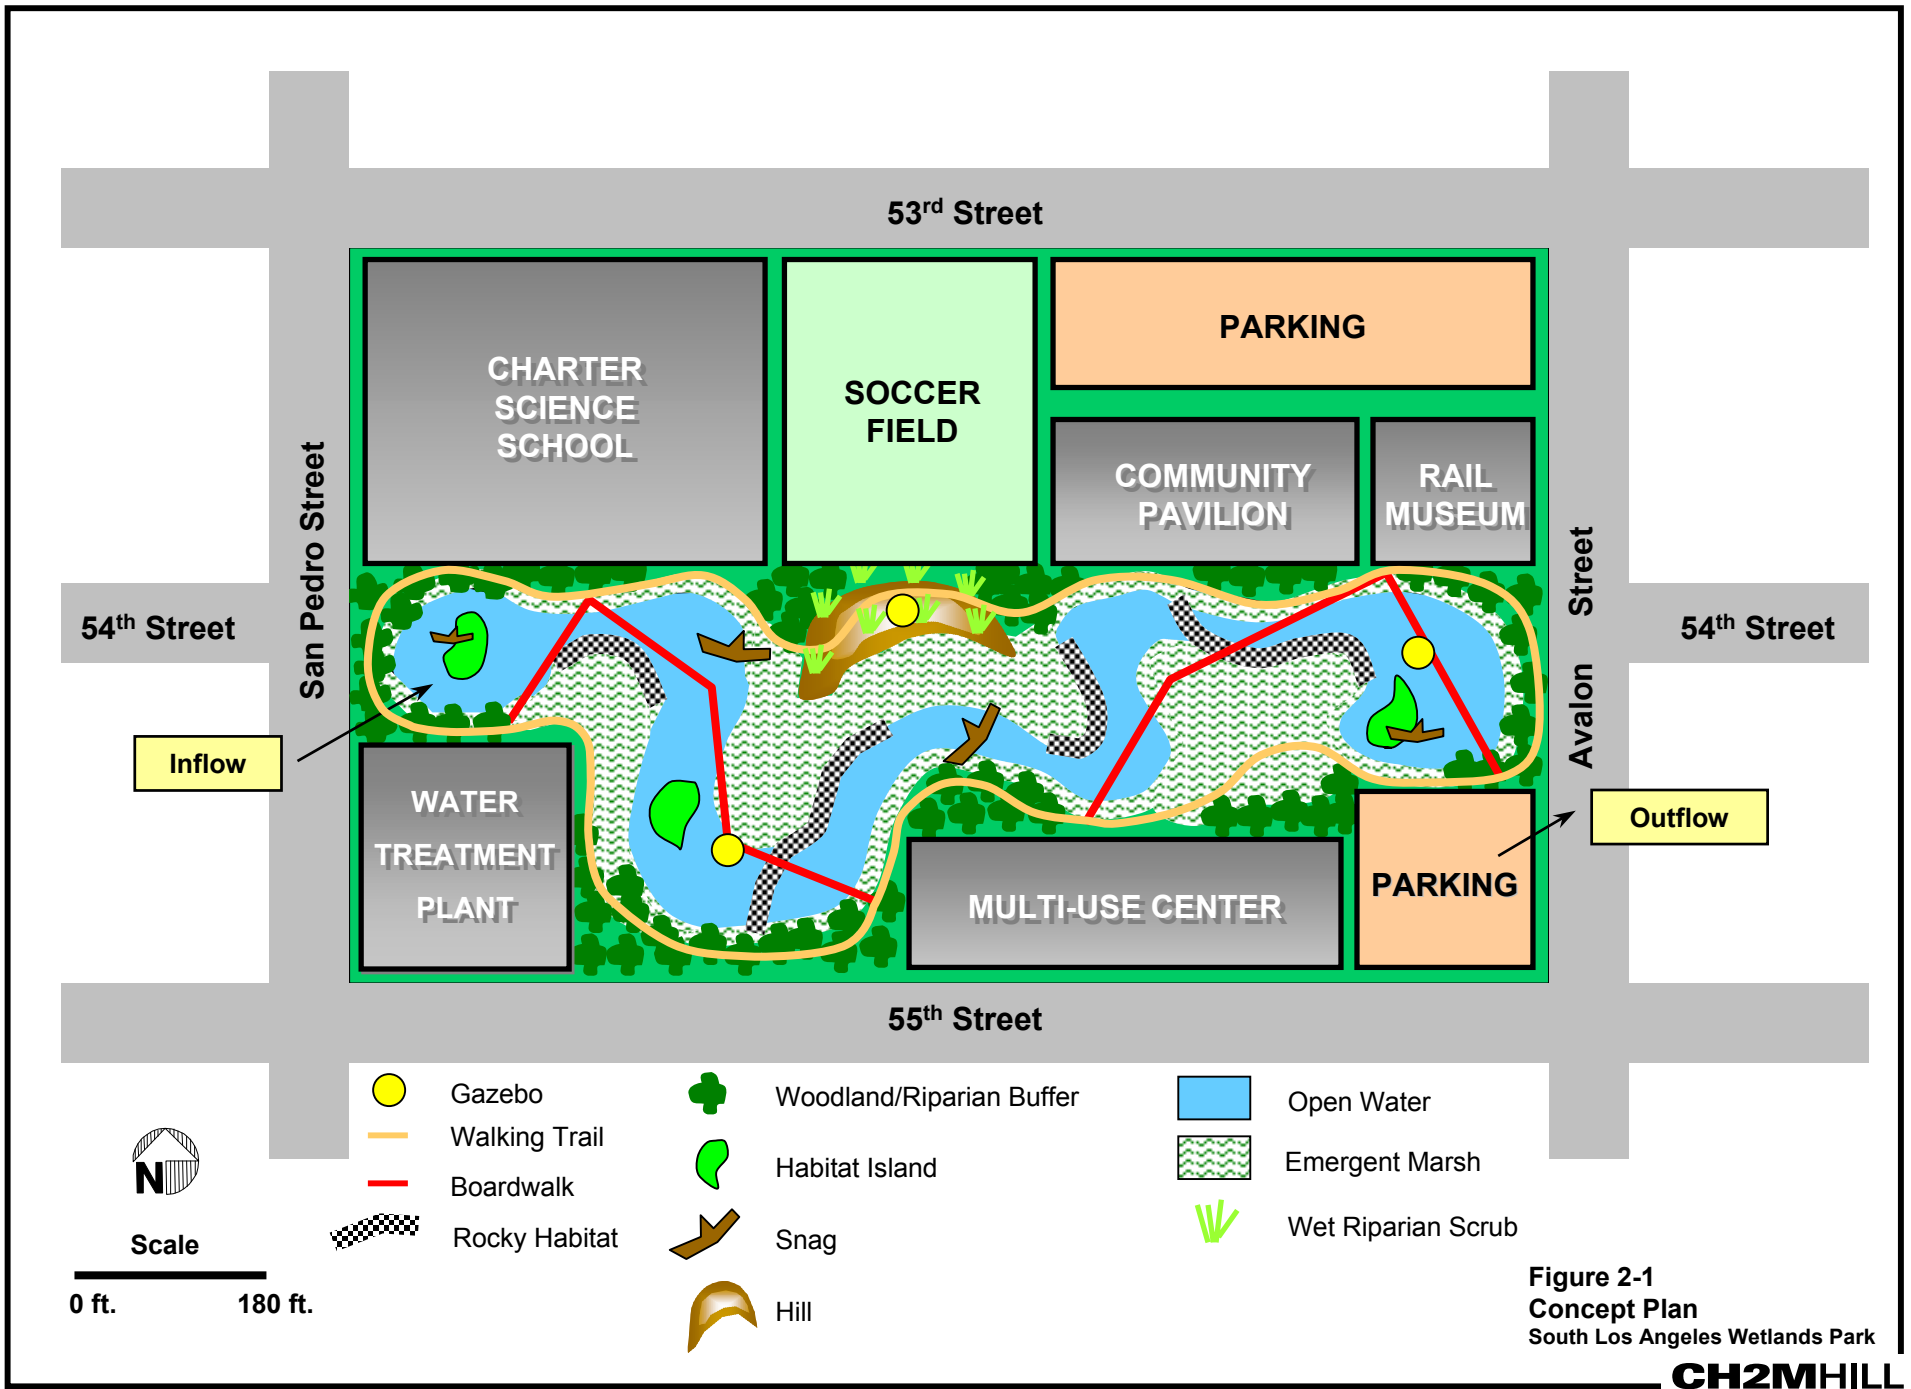 53rd Street
CHARTER
SCIENCE
SCHOOL
SOCCER
FIELD
PARKING
COMMUNITY
PAVILION
RAIL
MUSEUM
San Pedro Street
54th Street
Avalon Street
54th Street
Inflow
WATER
TREATMENT
PLANT
MULTI-USE CENTER
PARKING
Outflow
55th Street
Gazebo
Walking Trail
Boardwalk
Rocky Habitat
Woodland/Riparian Buffer
Habitat Island
Snag
Hill
Open Water
Emergent Marsh
Wet Riparian Scrub
N
Scale
0 ft. 180 ft.
Figure 2-1
Concept Plan
South Los Angeles Wetlands Park
CH2MHILL